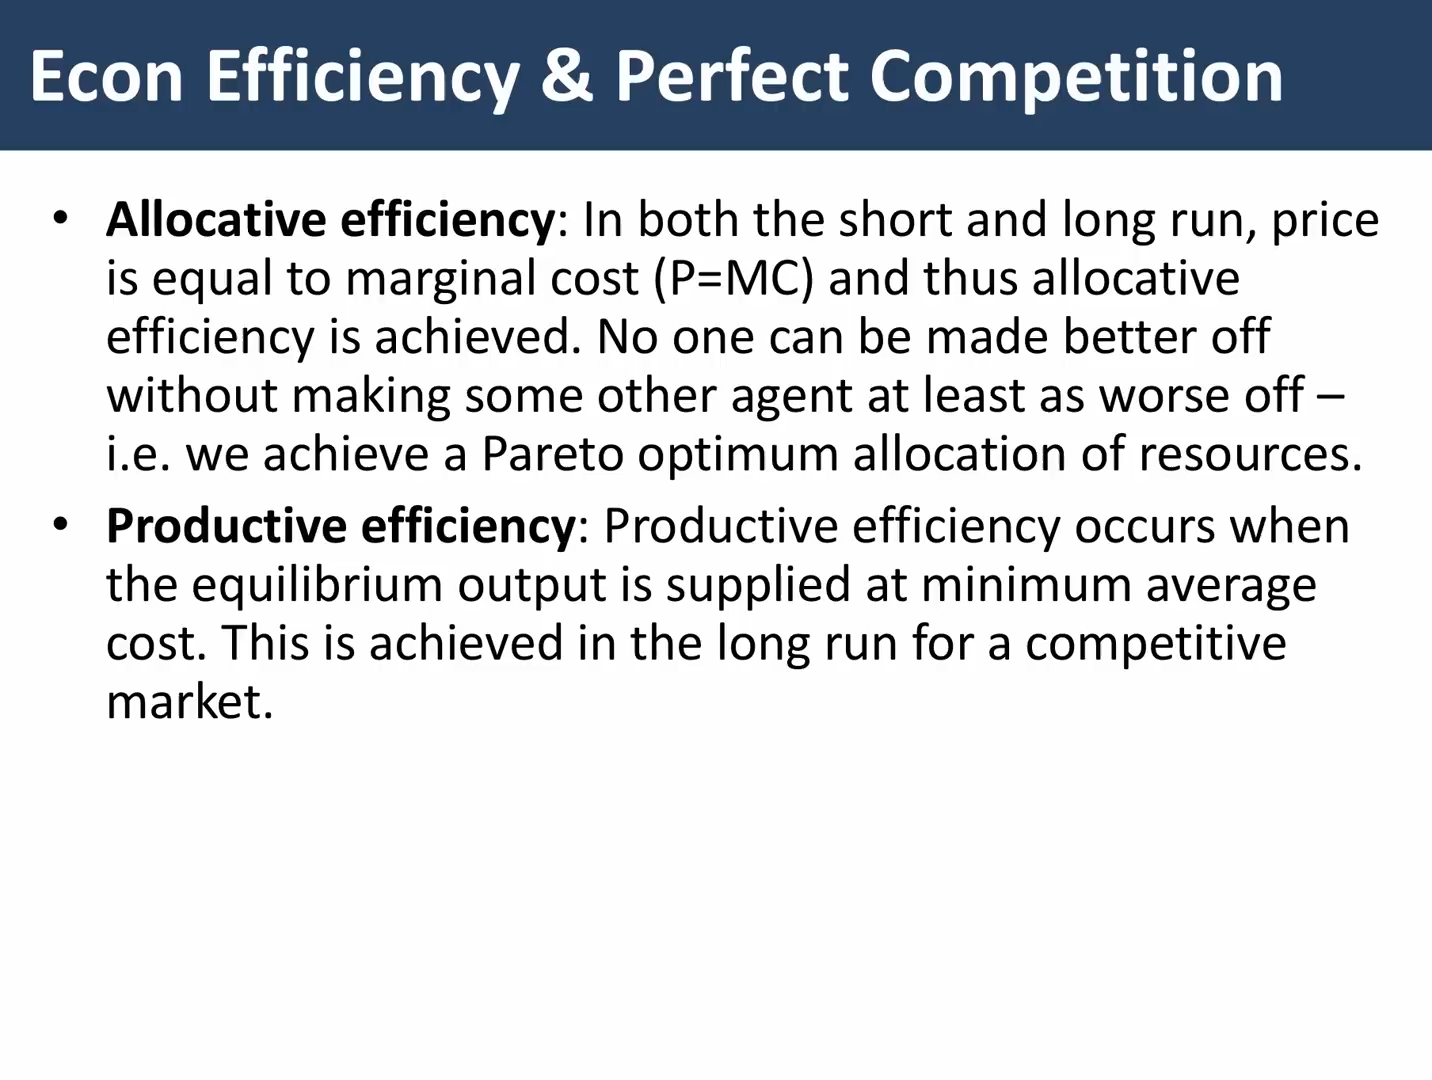 Econ Efficiency & Perfect Competition
• Allocative efficiency: In both the short and long run, price
is equal to marginal cost (P=MC) and thus allocative
efficiency is achieved. No one can be made better off
without making some other agent at least as worse off –
i.e. we achieve a Pareto optimum allocation of resources.
• Productive efficiency: Productive efficiency occurs when
the equilibrium output is supplied at minimum average
cost. This is achieved in the long run for a competitive
market.